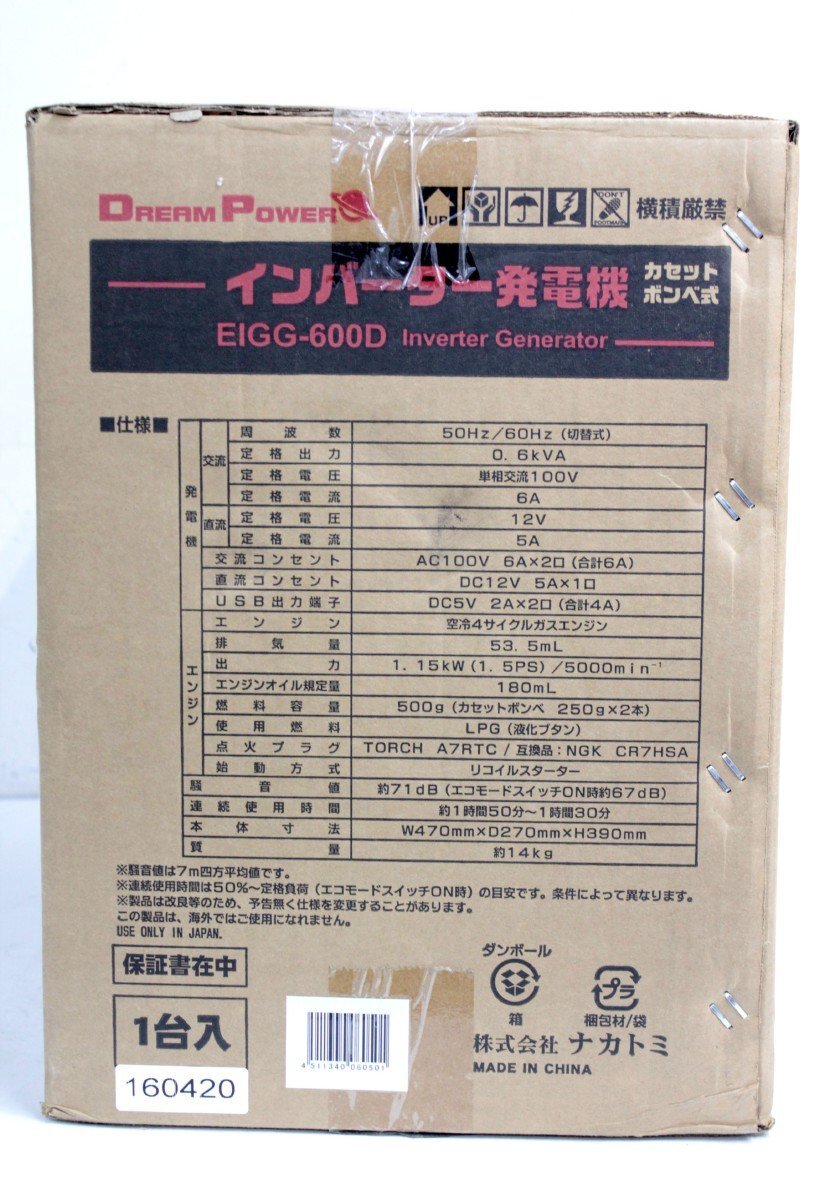 DREAM POWER
UP
DON'T
FOOTMARK
横積厳禁
インバーター発電機 カセットボンベ式
EIGG-600D Inverter Generator
■仕様■
発電機
交流
周波数 50Hz/60Hz(切替式)
定格出力 0.6kVA
定格電圧 単相交流100V
定格電流 6A
直流
定格電圧 12V
定格電流 5A
交流コンセント AC100V 6A×2口(合計6A)
直流コンセント DC12V 5A×1口
USB出力端子 DC5V 2A×2口(合計4A)
エンジン
エンジン 空冷4サイクルガスエンジン
排気量 53.5mL
出力 1.15kW(1.5PS)/5000min⁻¹
エンジンオイル規定量 180mL
燃料容量 500g(カセットボンベ 250g×2本)
使用燃料 LPG(液化ブタン)
点火プラグ TORCH A7RTC/互換品:NGK CR7HSA
始動方式 リコイルスターター
騒音値 約71dB(エコモードスイッチON時約67dB)
連続使用時間 約1時間50分~1時間30分
本体寸法 W470mm×D270mm×H390mm
質量 約14kg
※騒音値は7m四方平均値です。
※連続使用時間は50%~定格負荷(エコモードスイッチON時)の目安です。条件によって異なります。
※製品は改良等のため、予告無く仕様を変更することがあります。
この製品は、海外ではご使用になれません。
USE ONLY IN JAPAN.
保証書在中
1台入
160420
4 511340 060501
ダンボール
箱
プラ
梱包材/袋
株式会社 ナカトミ
MADE IN CHINA